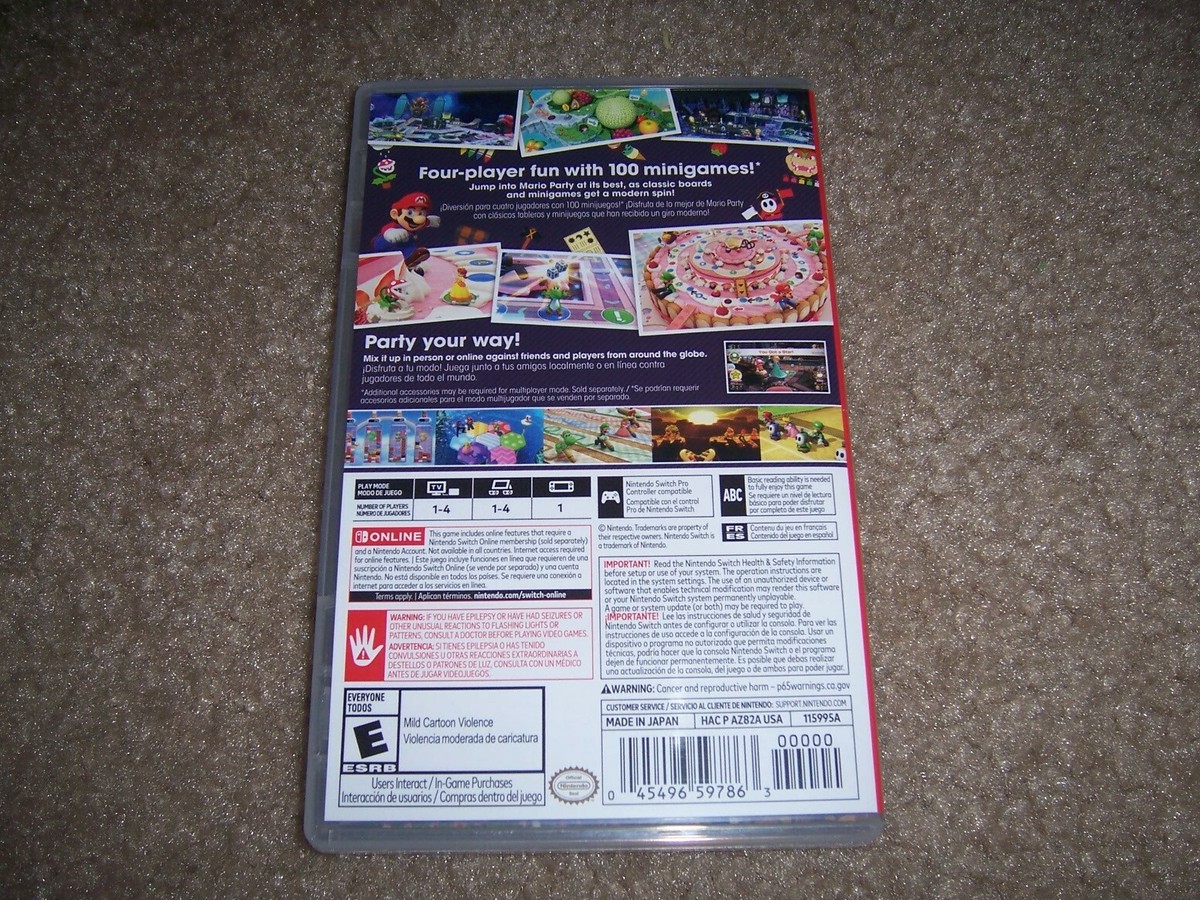 Four-player fun with 100 minigames!*
Jump into Mario Party at its best, as classic boards
and minigames get a modern spin!
¡Diversión para cuatro jugadores con 100 minijuegos!* ¡Disfruta de lo mejor de Mario Party
con clásicos tableros y minijuegos que han recibido un giro moderno!
Party your way!
Mix it up in person or online against friends and players from around the globe.
¡Disfruta a tu modo! Juega junto a tus amigos localmente o en línea contra
jugadores de todo el mundo.
*Additional accessories may be required for multiplayer mode. Sold separately. / *Se podrían requerir
accesorios adicionales para el modo multijugador que se venden por separado.
You Got a Star!
PLAY MODE
MODO DE JUEGO
TV
NUMBER OF PLAYERS
NÚMERO DE JUGADORES
1-4
1-4
1
Nintendo Switch Pro
Controller compatible
Compatible con el control
Pro de Nintendo Switch
ABC
Basic reading ability is needed
to fully enjoy this game
Se requiere un nivel de lectura
básico para poder disfrutar
por completo de este juego
ONLINE
This game includes online features that require a
Nintendo Switch Online membership (sold separately)
and a Nintendo Account. Not available in all countries. Internet access required
for online features. | Este juego incluye funciones en línea que requieren de una
suscripción a Nintendo Switch Online (se vende por separado) y una cuenta
Nintendo. No está disponible en todos los países. Se requiere una conexión a
internet para acceder a los servicios en línea.
Terms apply. | Aplican términos. nintendo.com/switch-online
© Nintendo. Trademarks are property of
their respective owners. Nintendo Switch is
a trademark of Nintendo.
FR
ES
Contenu du jeu en français
Contenido del juego en español
IMPORTANT! Read the Nintendo Switch Health & Safety Information
before setup or use of your system. The operation instructions are
located in the system settings. The use of an unauthorized device or
software that enables technical modification may render this software
or your Nintendo Switch system permanently unplayable.
A game or system update (or both) may be required to play.
¡IMPORTANTE! Lee las instrucciones de salud y seguridad de
Nintendo Switch antes de configurar o utilizar la consola. Para ver las
instrucciones de uso accede a la configuración de la consola. Usar un
dispositivo o programa no autorizado que permita modificaciones
técnicas, podría hacer que la consola Nintendo Switch o el programa
dejen de funcionar permanentemente. Es posible que debas realizar
una actualización de la consola, del juego o de ambos para poder jugar.
WARNING: IF YOU HAVE EPILEPSY OR HAVE HAD SEIZURES OR
OTHER UNUSUAL REACTIONS TO FLASHING LIGHTS OR
PATTERNS, CONSULT A DOCTOR BEFORE PLAYING VIDEO GAMES.
ADVERTENCIA: SI TIENES EPILEPSIA O HAS TENIDO
CONVULSIONES U OTRAS REACCIONES EXTRAORDINARIAS A
DESTELLOS O PATRONES DE LUZ, CONSULTA CON UN MÉDICO
ANTES DE JUGAR VIDEOJUEGOS.
WARNING: Cancer and reproductive harm - p65warnings.ca.gov
CUSTOMER SERVICE / SERVICIO AL CLIENTE DE NINTENDO: SUPPORT.NINTENDO.COM
MADE IN JAPAN
HAC P AZ82A USA
115995A
EVERYONE
TODOS
E
ESRB
Mild Cartoon Violence
Violencia moderada de caricatura
Users Interact / In-Game Purchases
Interacción de usuarios / Compras dentro del juego
Official
Nintendo
Seal
00000
0 45496 59786 3